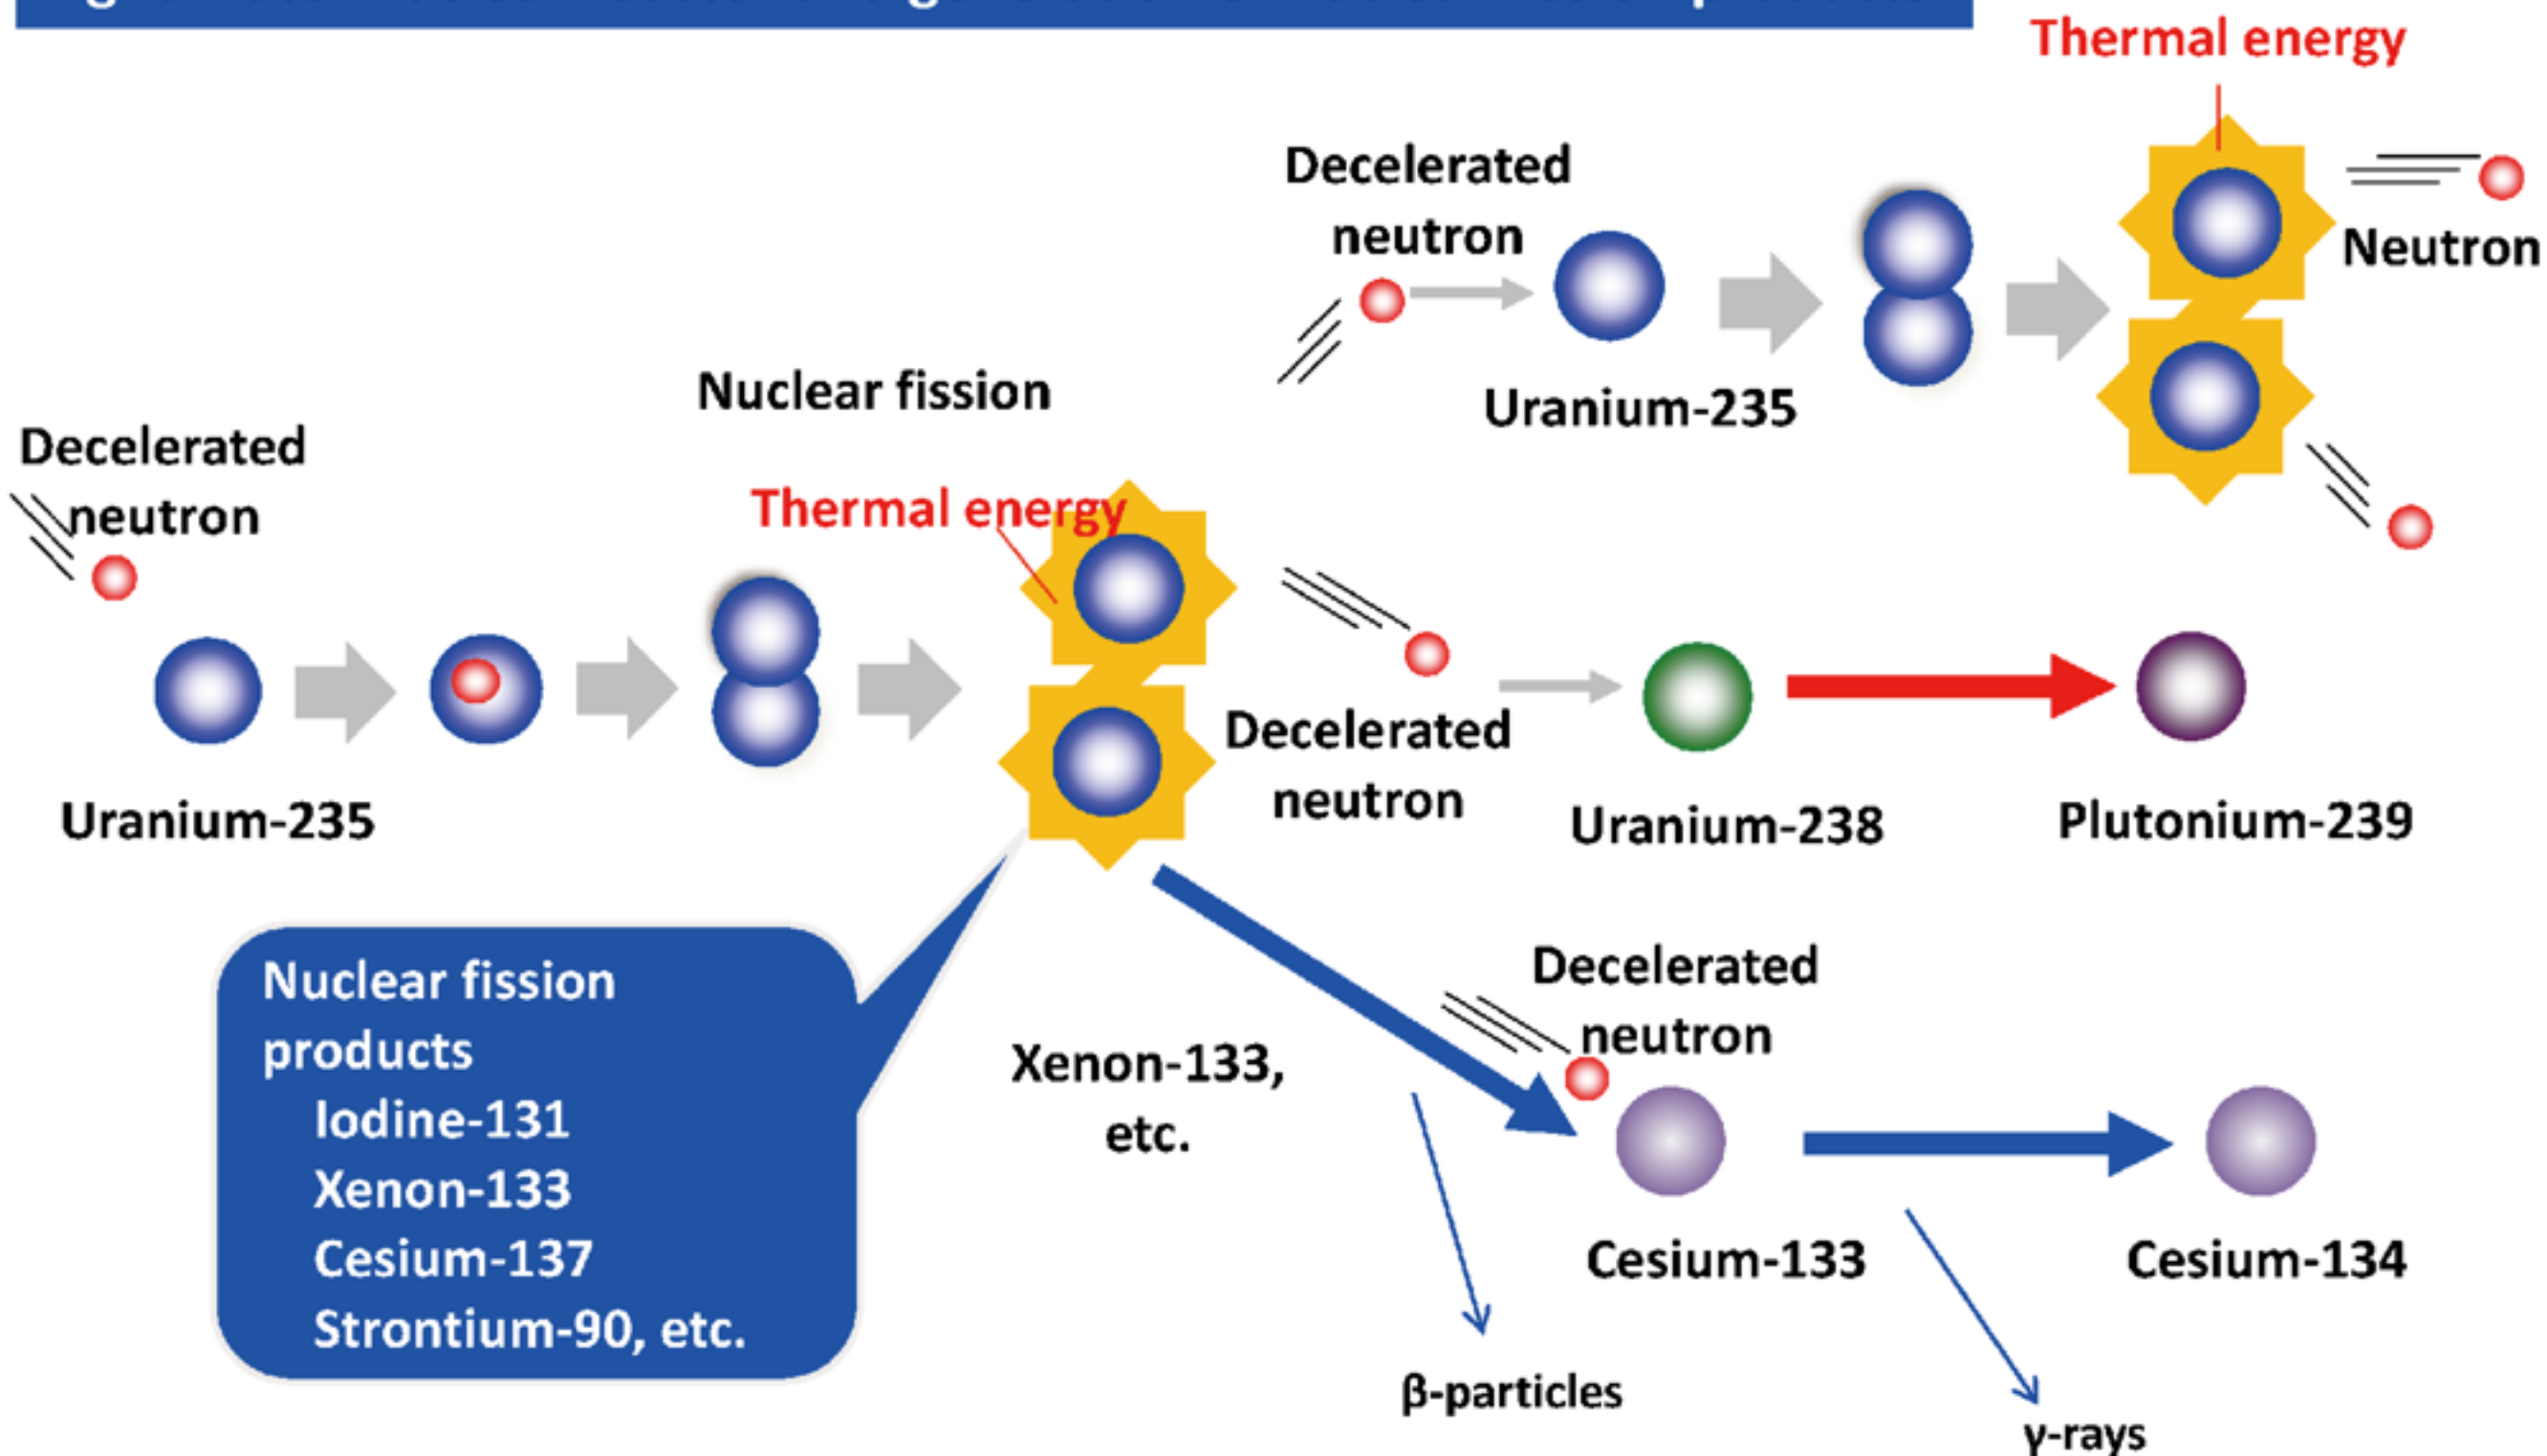 Thermal energy
Decelerated
neutron
Neutron
Uranium-235
Nuclear fission
Decelerated
neutron
Thermal energy
Uranium-235
Decelerated
neutron
Uranium-238
Plutonium-239
Nuclear fission
products
Iodine-131
Xenon-133
Cesium-137
Strontium-90, etc.
Xenon-133,
etc.
Decelerated
neutron
Cesium-133
Cesium-134
β-particles
γ-rays